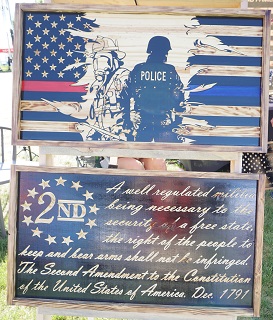 POLICE
2ND
A well regulated militia
being necessary to the
security of a free state,
the right of the people to
keep and bear arms shall not be infringed.
The Second Amendment to the Constitution
of the United States of America. Dec. 1791